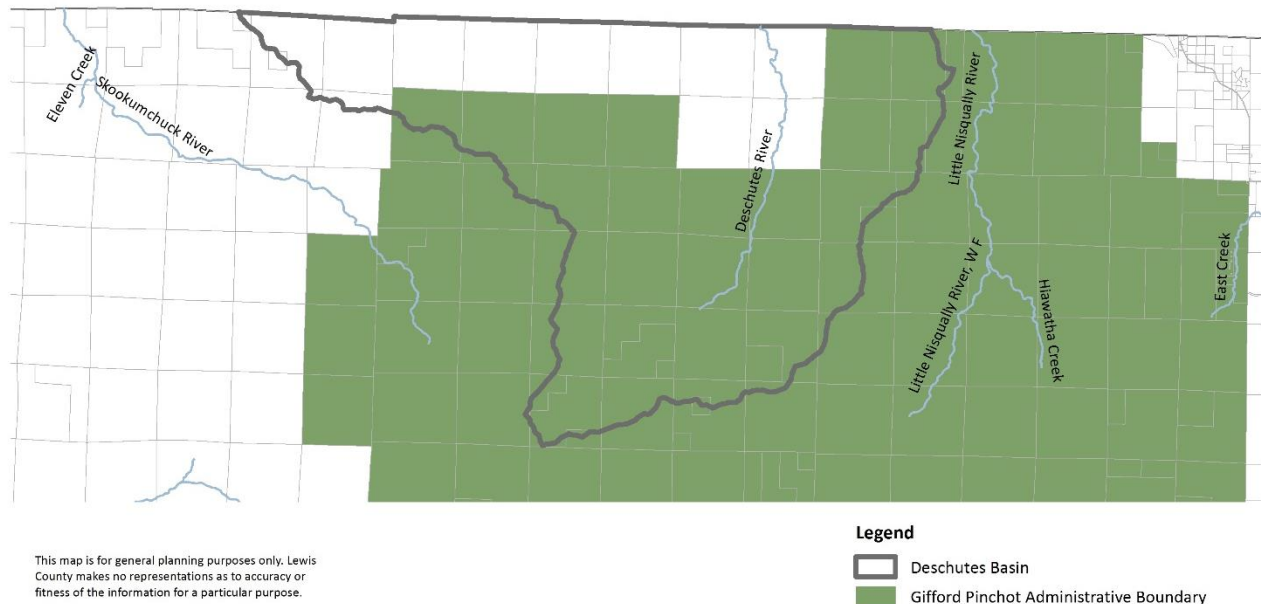 Eleven Creek
Skookumchuck River
Deschutes River
Little Nisqually River
Little Nisqually River, W F
Hiawatha Creek
East Creek
This map is for general planning purposes only. Lewis
County makes no representations as to accuracy or
fitness of the information for a particular purpose.
Legend
Deschutes Basin
Gifford Pinchot Administrative Boundary